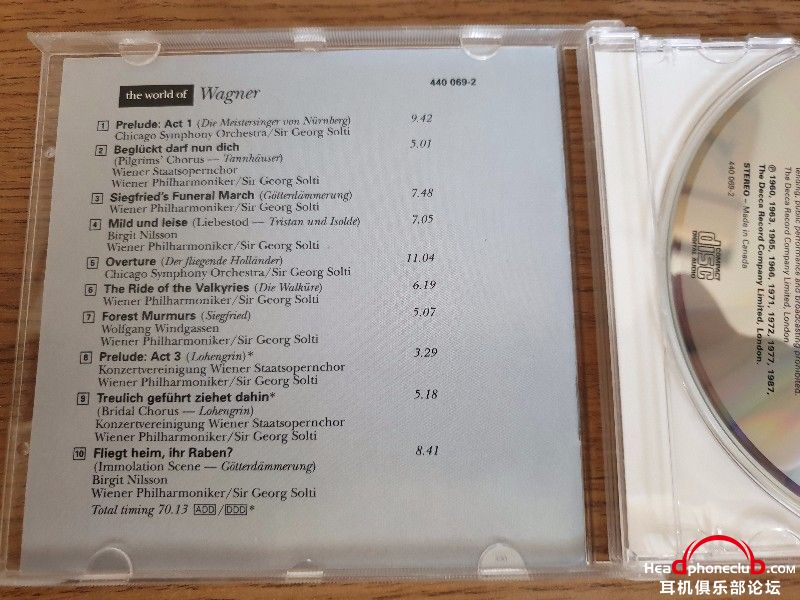 the world of Wagner
440 069-2
1 Prelude: Act 1 (Die Meistersinger von Nürnberg) 9.42
Chicago Symphony Orchestra/Sir Georg Solti
2 Beglückt darf nun dich 5.01
(Pilgrims' Chorus — Tannhäuser)
Wiener Staatsopernchor
Wiener Philharmoniker/Sir Georg Solti
3 Siegfried's Funeral March (Götterdämmerung) 7.48
Wiener Philharmoniker/Sir Georg Solti
4 Mild und leise (Liebestod — Tristan und Isolde) 7.05
Birgit Nilsson
Wiener Philharmoniker/Sir Georg Solti
5 Overture (Der fliegende Holländer) 11.04
Chicago Symphony Orchestra/Sir Georg Solti
6 The Ride of the Valkyries (Die Walküre) 6.19
Wiener Philharmoniker/Sir Georg Solti
7 Forest Murmurs (Siegfried) 5.07
Wolfgang Windgassen
Wiener Philharmoniker/Sir Georg Solti
8 Prelude: Act 3 (Lohengrin)* 3.29
Konzertvereinigung Wiener Staatsopernchor
Wiener Philharmoniker/Sir Georg Solti
9 Treulich geführt ziehet dahin* 5.18
(Bridal Chorus — Lohengrin)
Konzertvereinigung Wiener Staatsopernchor
Wiener Philharmoniker/Sir Georg Solti
10 Fliegt heim, ihr Raben? 8.41
(Immolation Scene — Götterdämmerung)
Birgit Nilsson
Wiener Philharmoniker/Sir Georg Solti
Total timing 70.13 ADD/DDD*
lending, public performance and broadcasting prohibited.
The Decca Record Company Limited, London
℗ 1960, 1963, 1965, 1966, 1971, 1972, 1977, 1987,
The Decca Record Company Limited, London.
STEREO – Made in Canada
440 069-2
COMPACT
disc
DIGITAL AUDIO
Headphoneclub.com
耳机俱乐部论坛